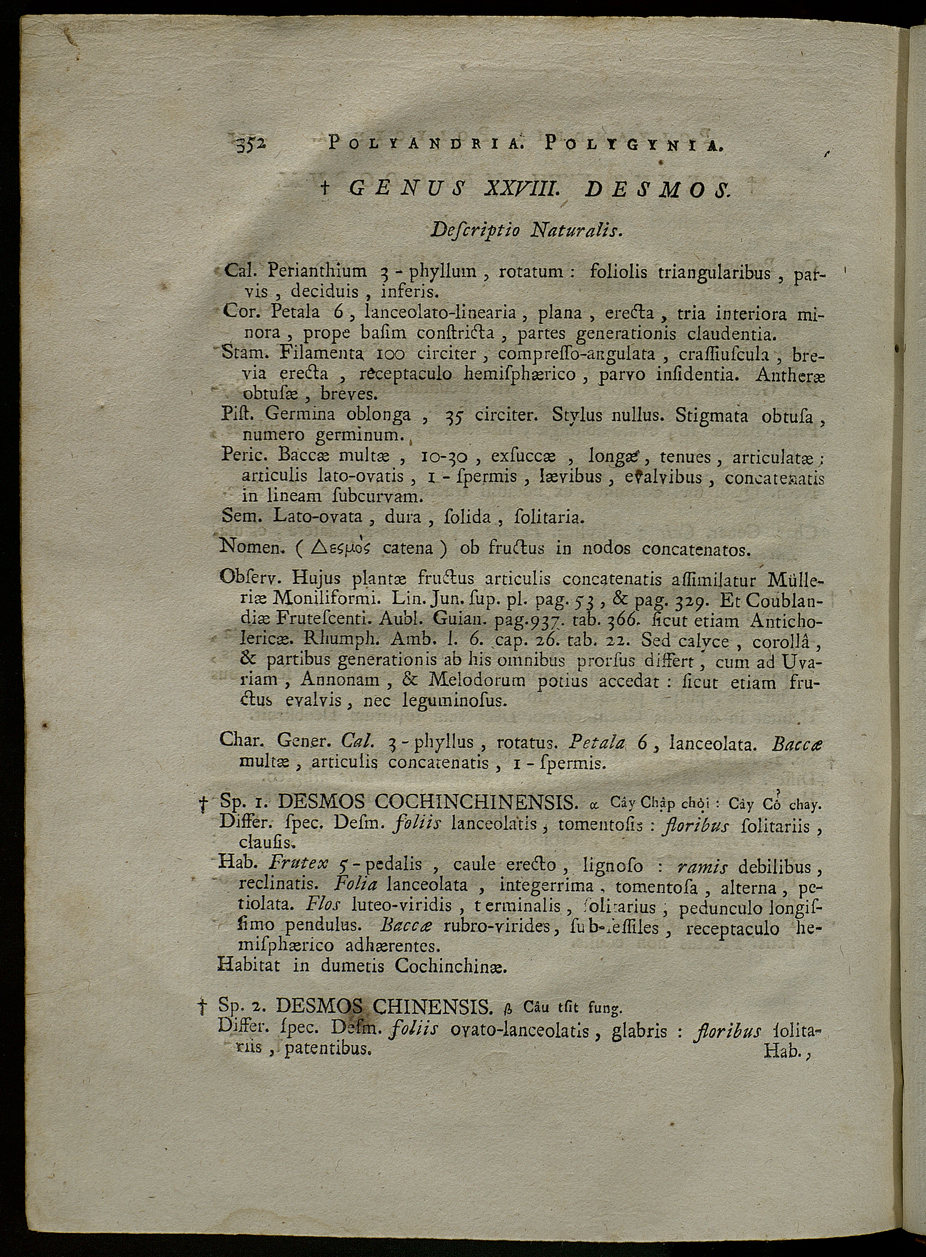 352 POLYANDRIA. POLYGYNIA.
† GENUS XXVIII. DESMOS.
Deſcriptio Naturalis.
Cal. Perianthium 3-phyllum, rotatum: foliolis triangularibus, par-
vis, deciduis, inferis.
Cor. Petala 6, lanceolato-linearia, plana, erecta, tria interiora mi-
nora, prope baſim conſtricta, partes generationis claudentia.
Stam. Filamenta 100 circiter, compreſſo-angulata, craſſiuſcula, bre-
via erecta, receptaculo hemiſphærico, parvo inſidentia. Antheræ
obtuſæ, breves.
Piſt. Germina oblonga, 35 circiter. Stylus nullus. Stigmata obtuſa,
numero germinum.
Peric. Baccæ multæ, 10-30, exſuccæ, longæ, tenues, articulatæ;
articulis lato-ovatis, 1-ſpermis, lævibus, evalvibus, concatenatis
in lineam ſubcurvam.
Sem. Lato-ovata, dura, ſolida, ſolitaria.
Nomen. (Δεϛμὸς catena) ob fructus in nodos concatenatos.
Obſerv. Hujus plantæ fructus articulis concatenatis aſſimilatur Mülle-
riæ Moniliformi. Lin. Jun. ſup. pl. pag. 53, & pag. 329. Et Coublan-
diæ Fruteſcenti. Aubl. Guian. pag. 937. tab. 366. ſicut etiam Anticho-
lericæ. Rhumph. Amb. l. 6. cap. 26. tab. 22. Sed calyce, corollâ,
& partibus generationis ab his omnibus prorſus differt, cum ad Uva-
riam, Annonam, & Melodorum potius accedat: ſicut etiam fru-
ctus evalvis, nec leguminoſus.
Char. Gener. Cal. 3-phyllus, rotatus. Petala 6, lanceolata. Baccæ
multæ, articulis concatenatis, 1-ſpermis.
† Sp. 1. DESMOS COCHINCHINENSIS. α Cây Chàp chòi: Cây Cỏ chay.
Differ. ſpec. Deſm. foliis lanceolatis, tomentoſis: floribus ſolitariis,
clauſis.
Hab. Frutex 5-pedalis, caule erecto, lignoſo: ramis debilibus,
reclinatis. Folia lanceolata, integerrima, tomentoſa, alterna, pe-
tiolata. Flos luteo-viridis, terminalis, ſolitarius, pedunculo longiſ-
ſimo pendulus. Baccæ rubro-virides, ſub-ſeſſiles, receptaculo he-
miſphærico adhærentes.
Habitat in dumetis Cochinchinæ.
† Sp. 2. DESMOS CHINENSIS. β Câu tſit fung.
Differ. ſpec. Deſm. foliis ovato-lanceolatis, glabris: floribus ſolita-
riis, patentibus.
Hab.,